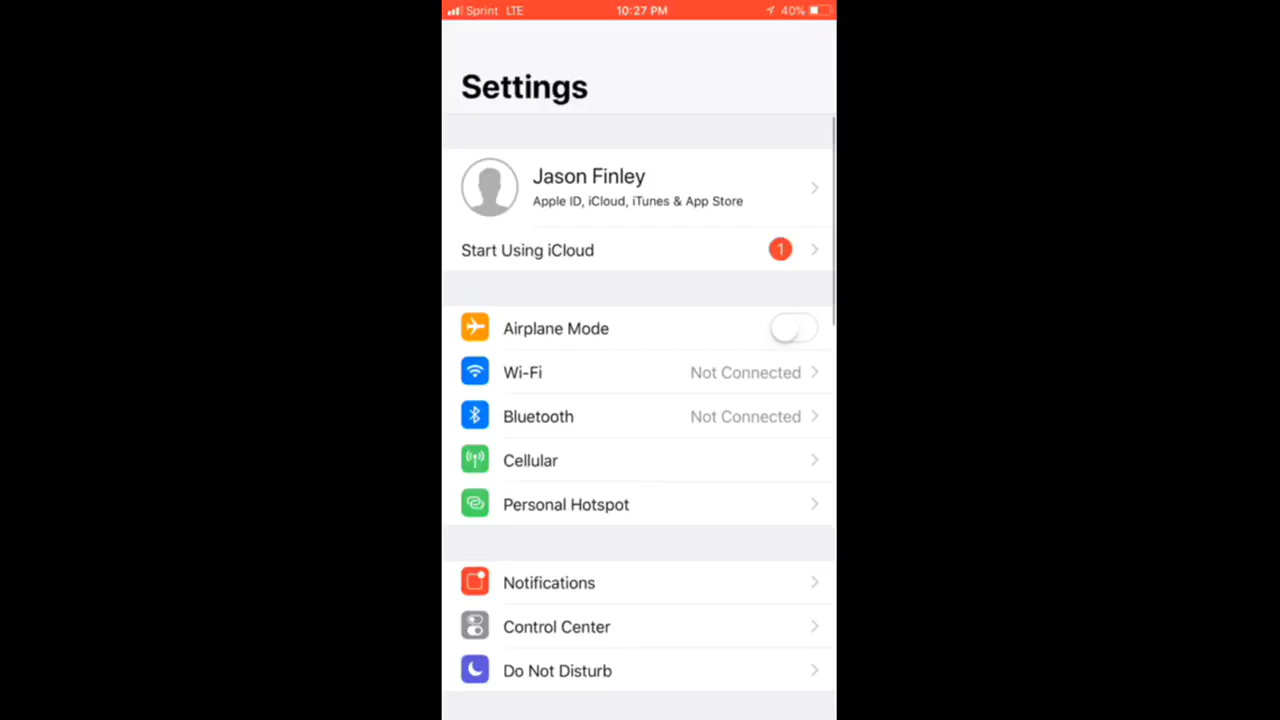 Sprint LTE 10:27 PM 40%
Settings
Jason Finley
Apple ID, iCloud, iTunes & App Store
Start Using iCloud 1
Airplane Mode
Wi-Fi Not Connected
Bluetooth Not Connected
Cellular
Personal Hotspot
Notifications
Control Center
Do Not Disturb